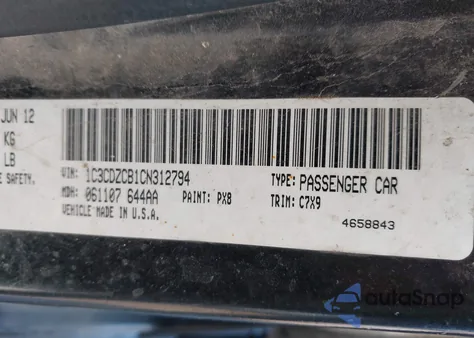 JUN 12
KG
LB
E SAFETY.
VIN: 1C3CDZCB1CN312794
TYPE: PASSENGER CAR
MDH: 061107 644AA
PAINT: PX8
TRIM: C7X9
VEHICLE MADE IN U.S.A.
4658843
autoSnap